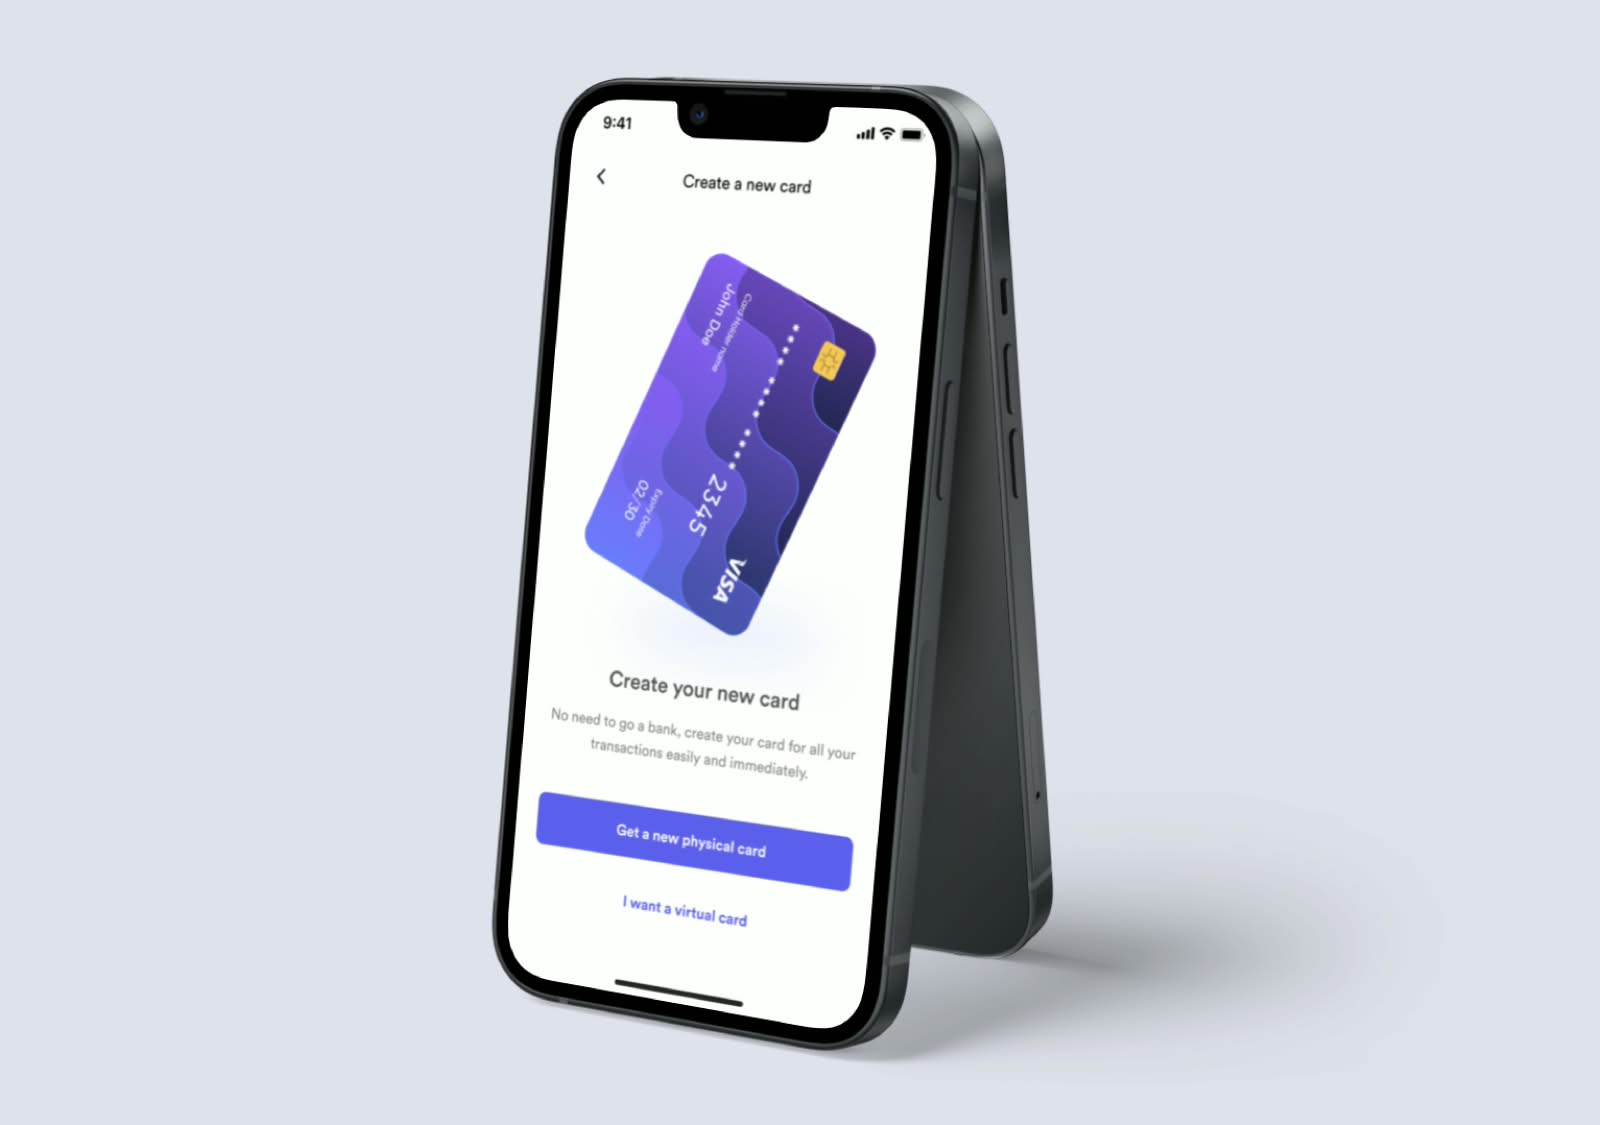 9:41
Create a new card
Card Holder name
John Doe
**** **** **** 2345
Expiry Date
02/30
VISA
Create your new card
No need to go a bank, create your card for all your
transactions easily and immediately.
Get a new physical card
I want a virtual card